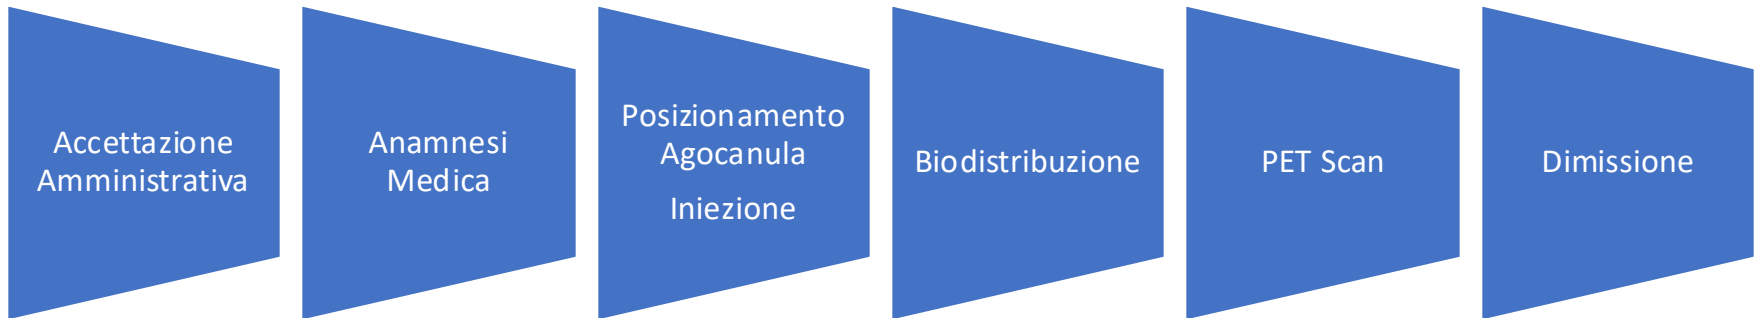 Accettazione
Amministrativa
Anamnesi
Medica
Posizionamento
Agocanula
Iniezione
Biodistribuzione
PET Scan
Dimissione